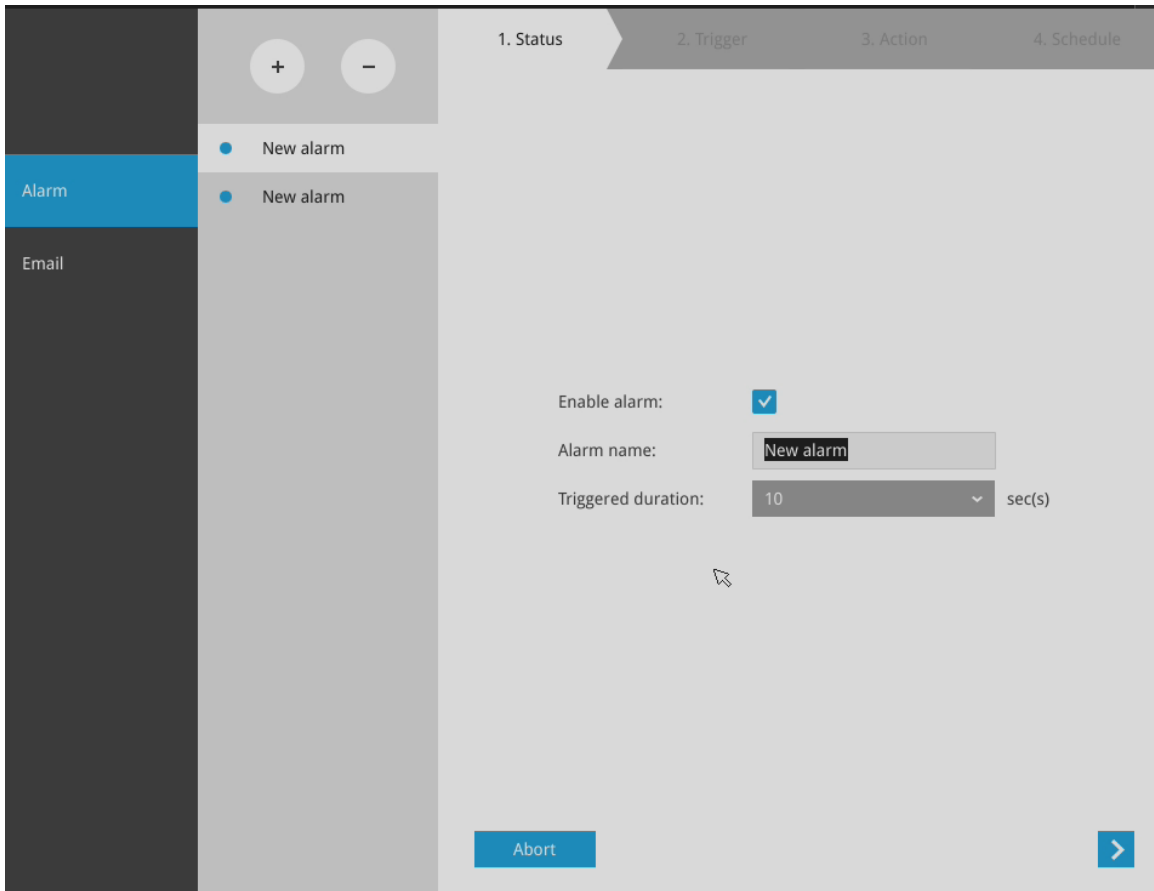 1. Status
2. Trigger
3. Action
4. Schedule
+
−
New alarm
New alarm
Alarm
Email
Enable alarm:
Alarm name: New alarm
Triggered duration: 10 sec(s)
Abort